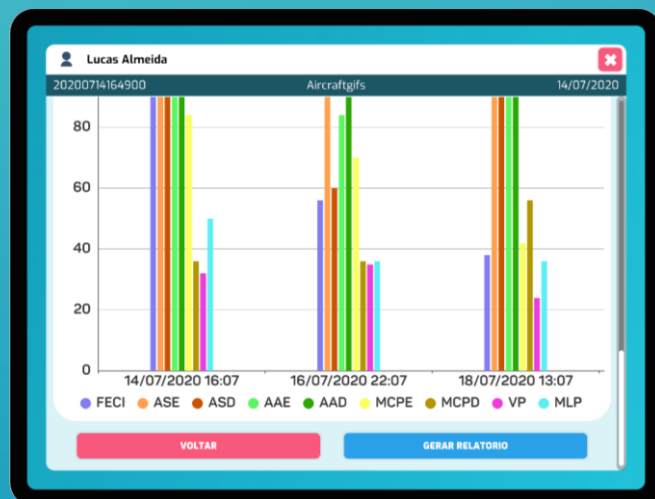 Lucas Almeida
20200714164900 Aircraftgifs 14/07/2020
80
60
40
20
0
14/07/2020 16:07 16/07/2020 22:07 18/07/2020 13:07
FECI ASE ASD AAE AAD MCPE MCPD VP MLP
VOLTAR GERAR RELATORIO